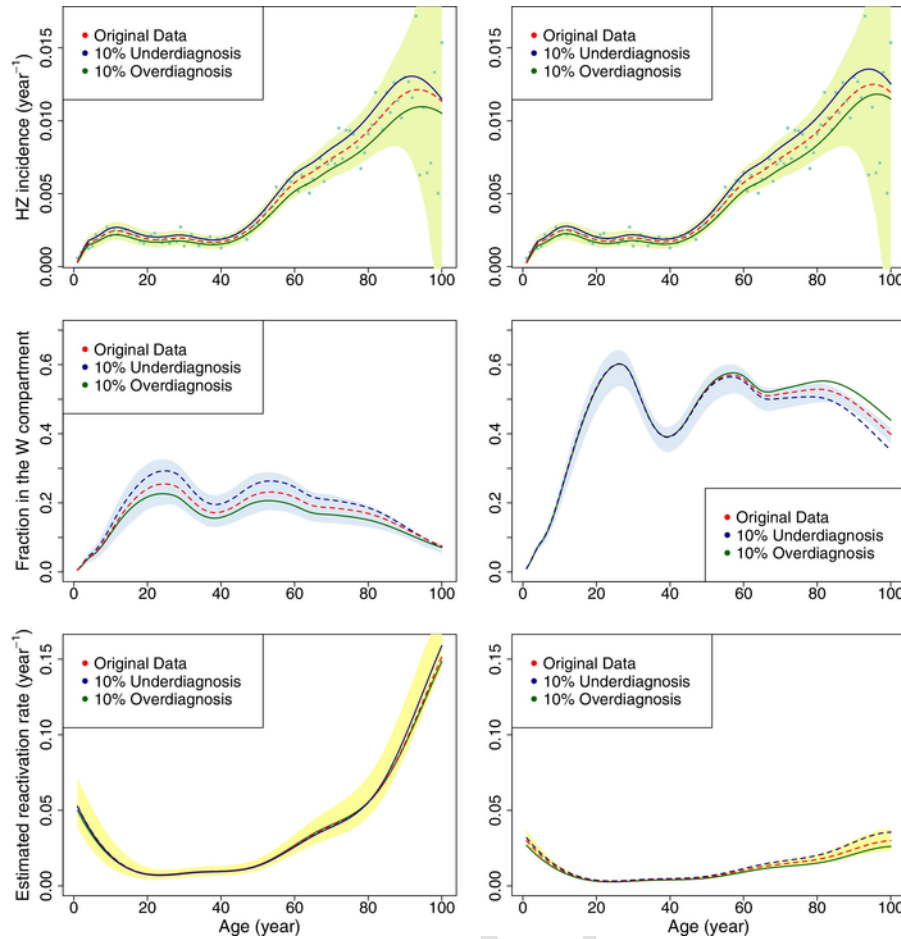 Original Data
10% Underdiagnosis
10% Overdiagnosis
HZ incidence (year⁻¹)
0.015
0.010
0.005
0.000
0 20 40 60 80 100
Original Data
10% Underdiagnosis
10% Overdiagnosis
0.015
0.010
0.005
0.000
0 20 40 60 80 100
Original Data
10% Underdiagnosis
10% Overdiagnosis
Fraction in the W compartment
0.6
0.4
0.2
0.0
0 20 40 60 80 100
0.6
0.4
0.2
0.0
Original Data
10% Underdiagnosis
10% Overdiagnosis
0 20 40 60 80 100
Original Data
10% Underdiagnosis
10% Overdiagnosis
Estimated reactivation rate (year⁻¹)
0.15
0.10
0.05
0.00
0 20 40 60 80 100
Age (year)
Original Data
10% Underdiagnosis
10% Overdiagnosis
0.15
0.10
0.05
0.00
0 20 40 60 80 100
Age (year)